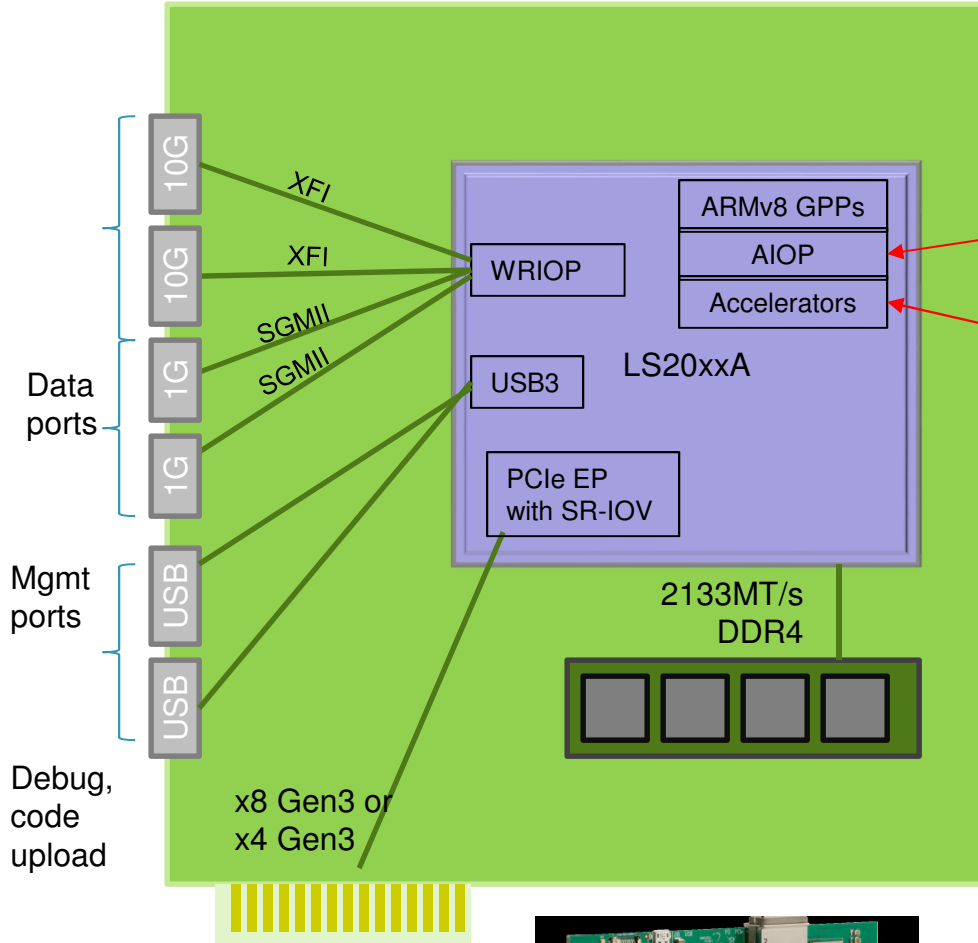 10G
XFI
10G
XFI
1G
SGMII
1G
SGMII
Data
ports
WRIOP
ARMv8 GPPs
AIOP
Accelerators
LS20xxA
USB3
PCIe EP
with SR-IOV
Mgmt
ports
USB
USB
2133MT/s
DDR4
Debug,
code
upload
x8 Gen3 or
x4 Gen3